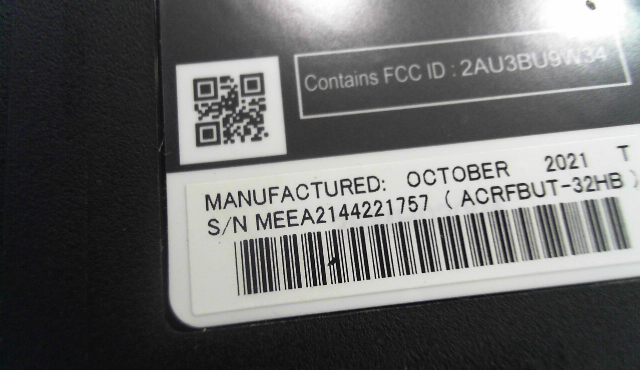 Contains FCC ID : 2AU3BU9W34
MANUFACTURED: OCTOBER 2021 T
S/N MEEA2144221757 ( ACRFBUT-32HB )